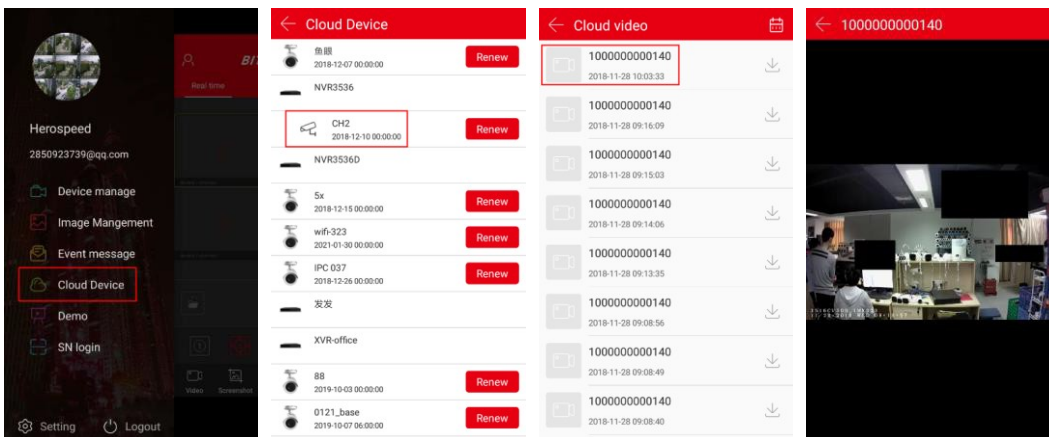 Herospeed
2850923739@qq.com
Device manage
Image Mangement
Event message
Cloud Device
Demo
SN login
Setting
Logout
Real time
Video
Screenshot
Cloud Device
鱼眼
2018-12-07 00:00:00
Renew
NVR3536
CH2
2018-12-10 00:00:00
Renew
NVR3536D
5x
2018-12-15 00:00:00
Renew
wifi-323
2021-01-30 00:00:00
Renew
IPC 037
2018-12-26 00:00:00
Renew
发发
XVR-office
88
2019-10-03 00:00:00
Renew
0121_base
2019-10-07 06:00:00
Renew
Cloud video
1000000000140
2018-11-28 10:03:33
1000000000140
2018-11-28 09:16:09
1000000000140
2018-11-28 09:15:03
1000000000140
2018-11-28 09:14:06
1000000000140
2018-11-28 09:13:35
1000000000140
2018-11-28 09:08:56
1000000000140
2018-11-28 09:08:49
1000000000140
2018-11-28 09:08:40
1000000000140